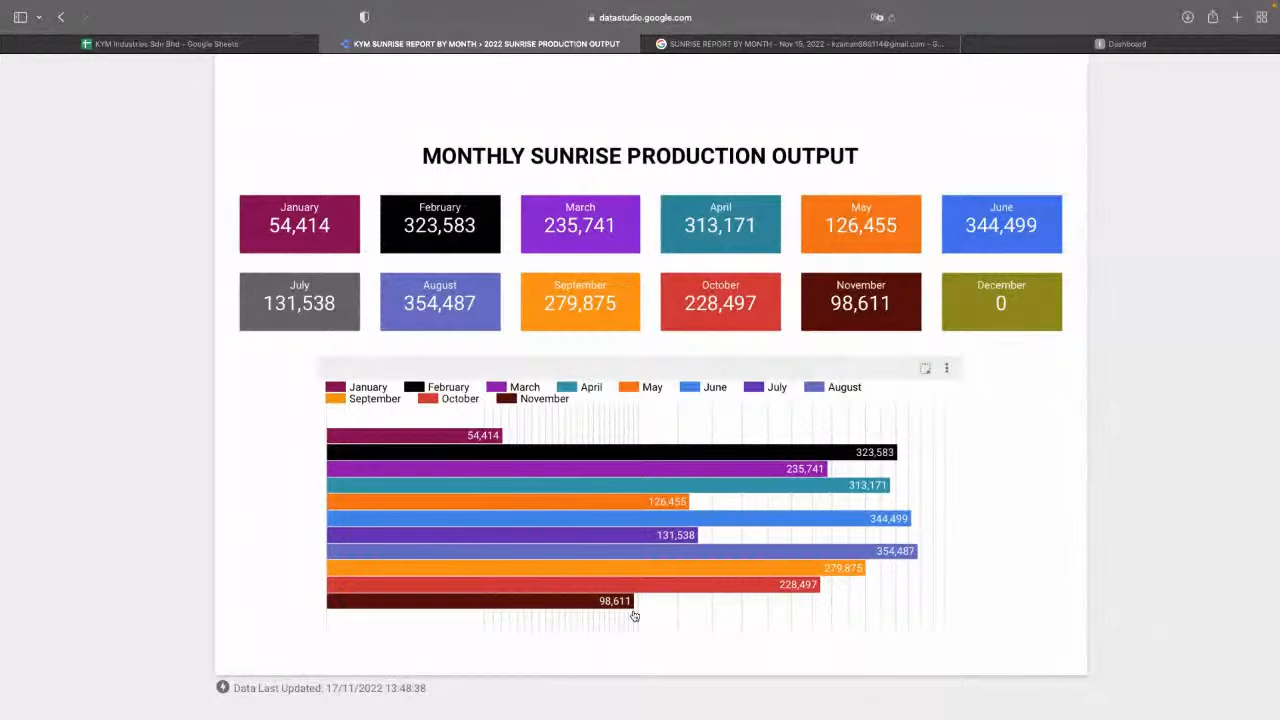 datastudio.google.com
KYM Industries Sdn Bhd - Google Sheets
KYM SUNRISE REPORT BY MONTH › 2022 SUNRISE PRODUCTION OUTPUT
SUNRISE REPORT BY MONTH - Nov 15, 2022 - kzaman660114@gmail.com - G...
Dashboard
MONTHLY SUNRISE PRODUCTION OUTPUT
January February March April May June
54,414 323,583 235,741 313,171 126,455 344,499
July August September October November December
131,538 354,487 279,875 228,497 98,611 0
January February March April May June July August
September October November
54,414
323,583
235,741
313,171
126,455
344,499
131,538
354,487
279,875
228,497
98,611
Data Last Updated: 17/11/2022 13:48:38